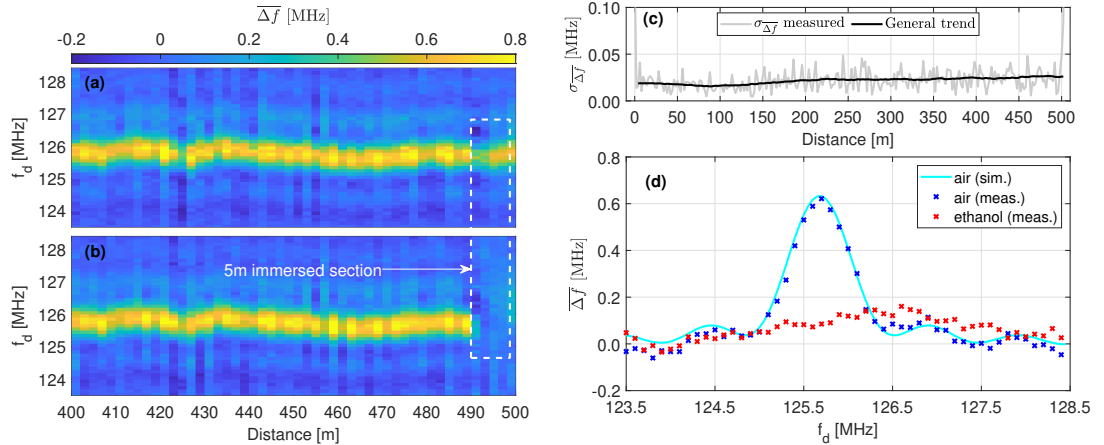 Δf [MHz]
-0.2 0 0.2 0.4 0.6 0.8
(a)
128
127
126
125
124
f_d [MHz]
(b)
5m immersed section
128
127
126
125
124
f_d [MHz]
400 410 420 430 440 450 460 470 480 490 500
Distance [m]
(c)
σ_Δf measured
General trend
0.10
0.05
0.00
σ_Δf [MHz]
0 50 100 150 200 250 300 350 400 450 500
Distance [m]
(d)
air (sim.)
air (meas.)
ethanol (meas.)
0.8
0.6
0.4
0.2
0.0
-0.2
Δf [MHz]
123.5 124.5 125.5 126.5 127.5 128.5
f_d [MHz]